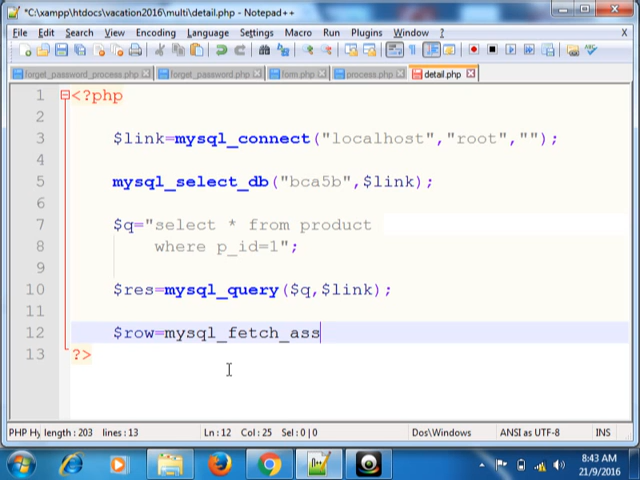 *C:\xampp\htdocs\vacation2016\multi\detail.php - Notepad++
File Edit Search View Encoding Language Settings Macro Run Plugins Window ? X
forget_password_process.php forget_password.php form.php process.php detail.php
1 <?php
2
3 $link=mysql_connect("localhost","root","");
4
5 mysql_select_db("bca5b",$link);
6
7 $q="select * from product
8 where p_id=1";
9
10 $res=mysql_query($q,$link);
11
12 $row=mysql_fetch_ass
13 ?>
PHP Hy length : 203 lines : 13 Ln : 12 Col : 25 Sel : 0 | 0 Dos\Windows ANSI as UTF-8 INS
8:43 AM
21/9/2016